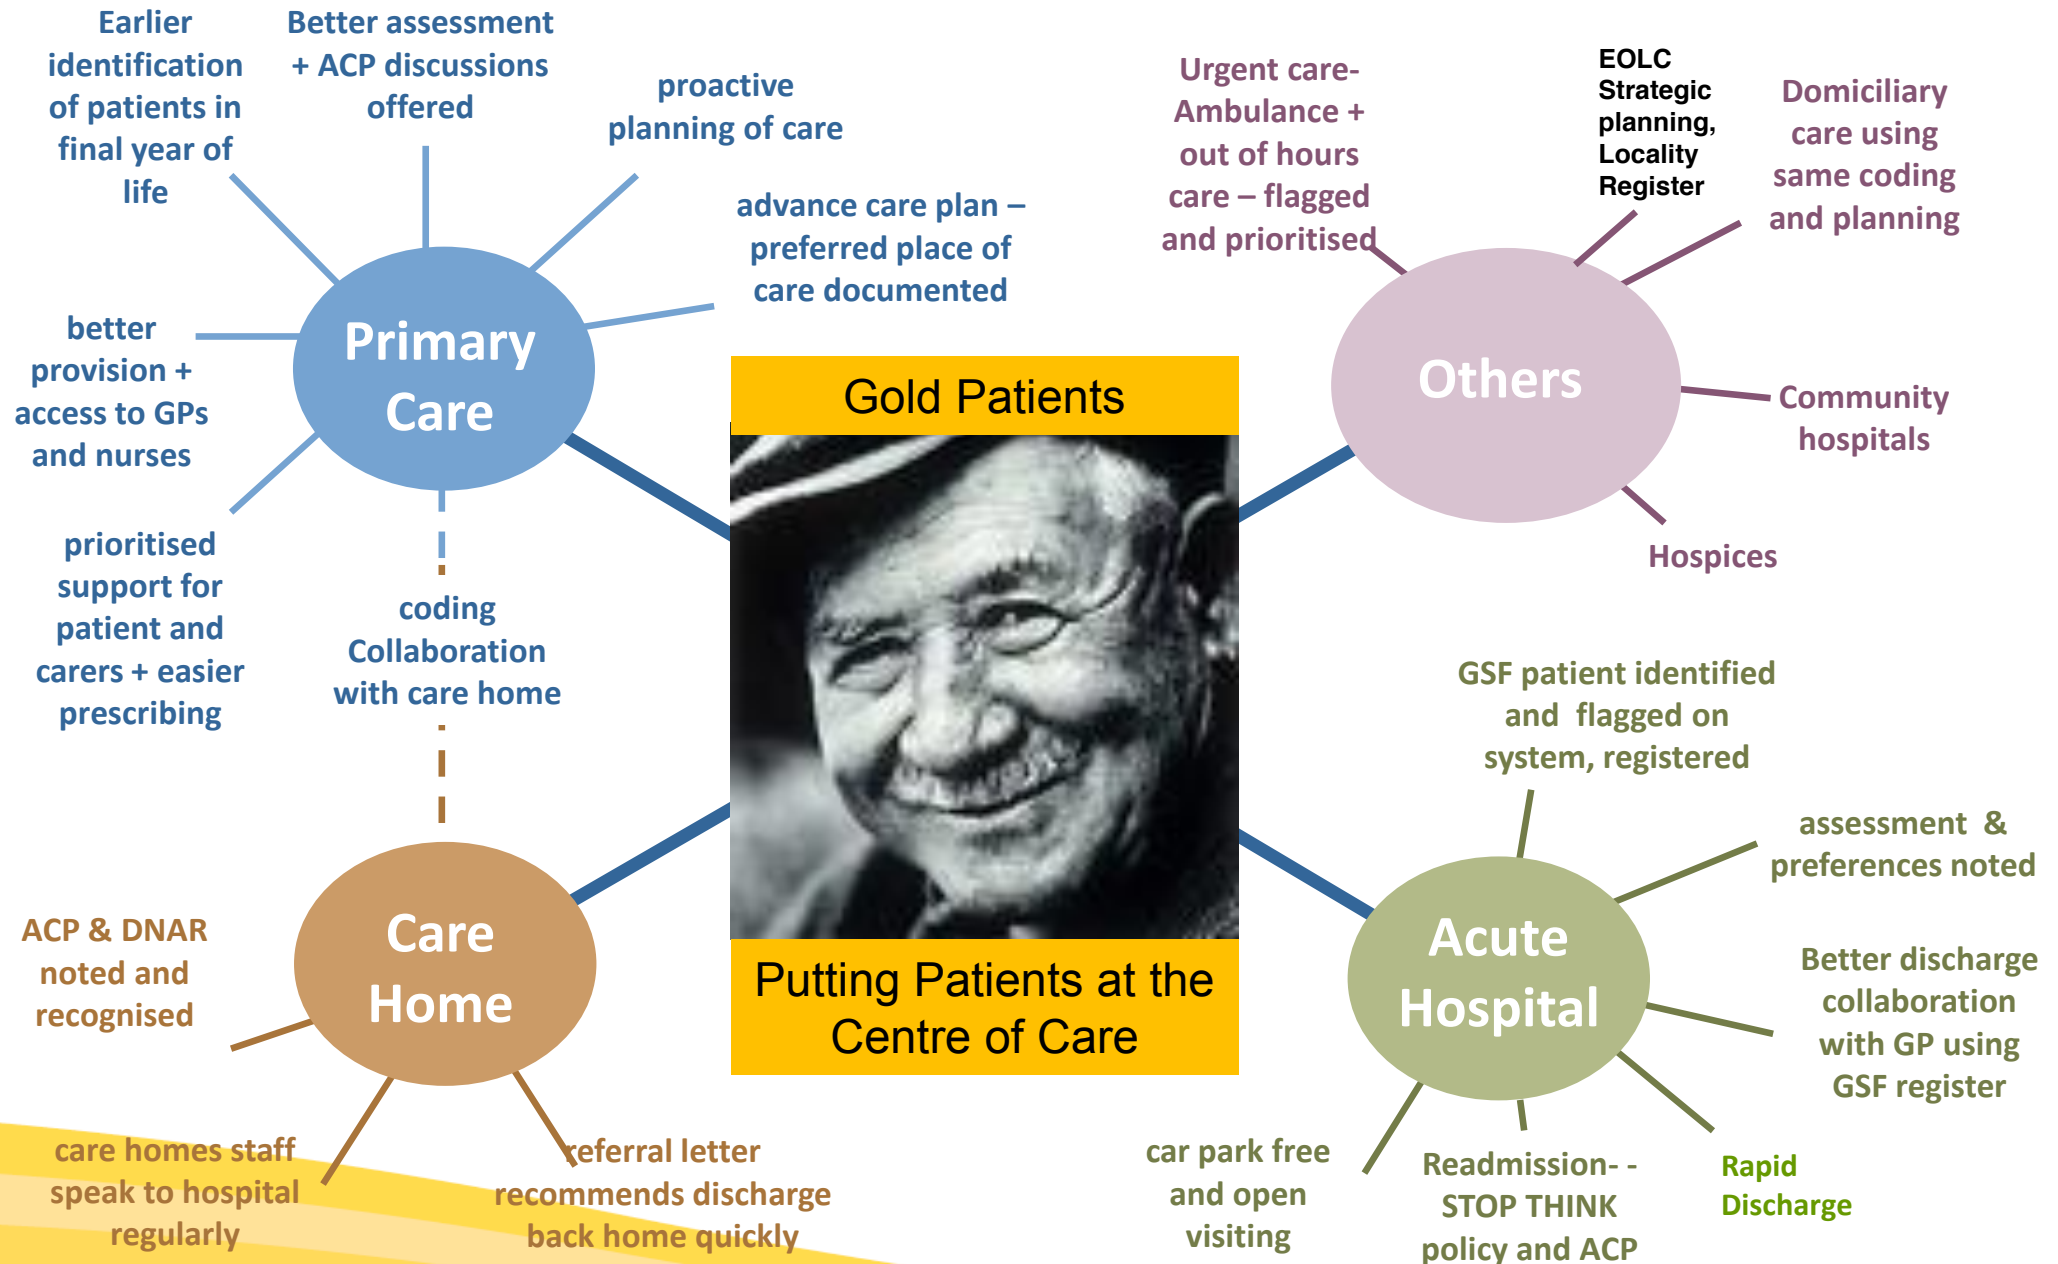 Earlier
identification
of patients in
final year of
life
Better assessment
+ ACP discussions
offered
proactive
planning of care
advance care plan –
preferred place of
care documented
better
provision +
access to GPs
and nurses
Primary
Care
prioritised
support for
patient and
carers + easier
prescribing
coding
Collaboration
with care home
Urgent care-
Ambulance +
out of hours
care – flagged
and prioritised
EOLC
Strategic
planning,
Locality
Register
Domiciliary
care using
same coding
and planning
Others
Community
hospitals
Hospices
Gold Patients
Putting Patients at the
Centre of Care
Care
Home
ACP & DNAR
noted and
recognised
care homes staff
speak to hospital
regularly
referral letter
recommends discharge
back home quickly
GSF patient identified
and flagged on
system, registered
assessment &
preferences noted
Acute
Hospital
Better discharge
collaboration
with GP using
GSF register
car park free
and open
visiting
Readmission- -
STOP THINK
policy and ACP
Rapid
Discharge